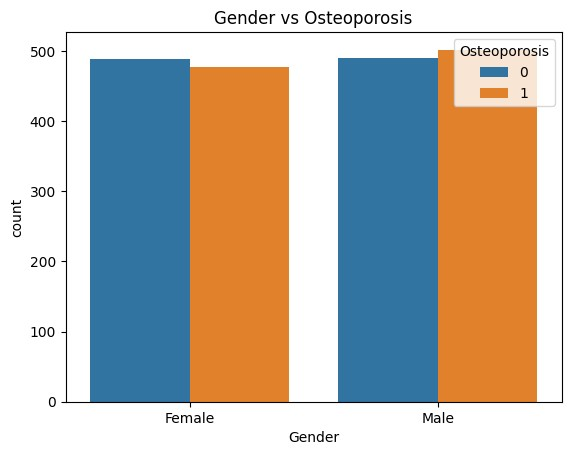 Gender vs Osteoporosis
Osteoporosis
0
1
500
400
300
200
100
0
count
Female
Male
Gender